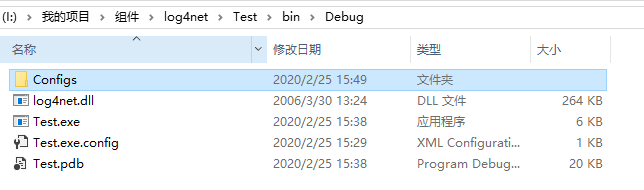 (I:) › 我的项目 › 组件 › log4net › Test › bin › Debug
名称 修改日期 类型 大小
Configs 2020/2/25 15:49 文件夹
log4net.dll 2006/3/30 13:24 DLL 文件 264 KB
Test.exe 2020/2/25 15:38 应用程序 6 KB
Test.exe.config 2020/2/25 15:29 XML Configurati... 1 KB
Test.pdb 2020/2/25 15:38 Program Debug... 20 KB